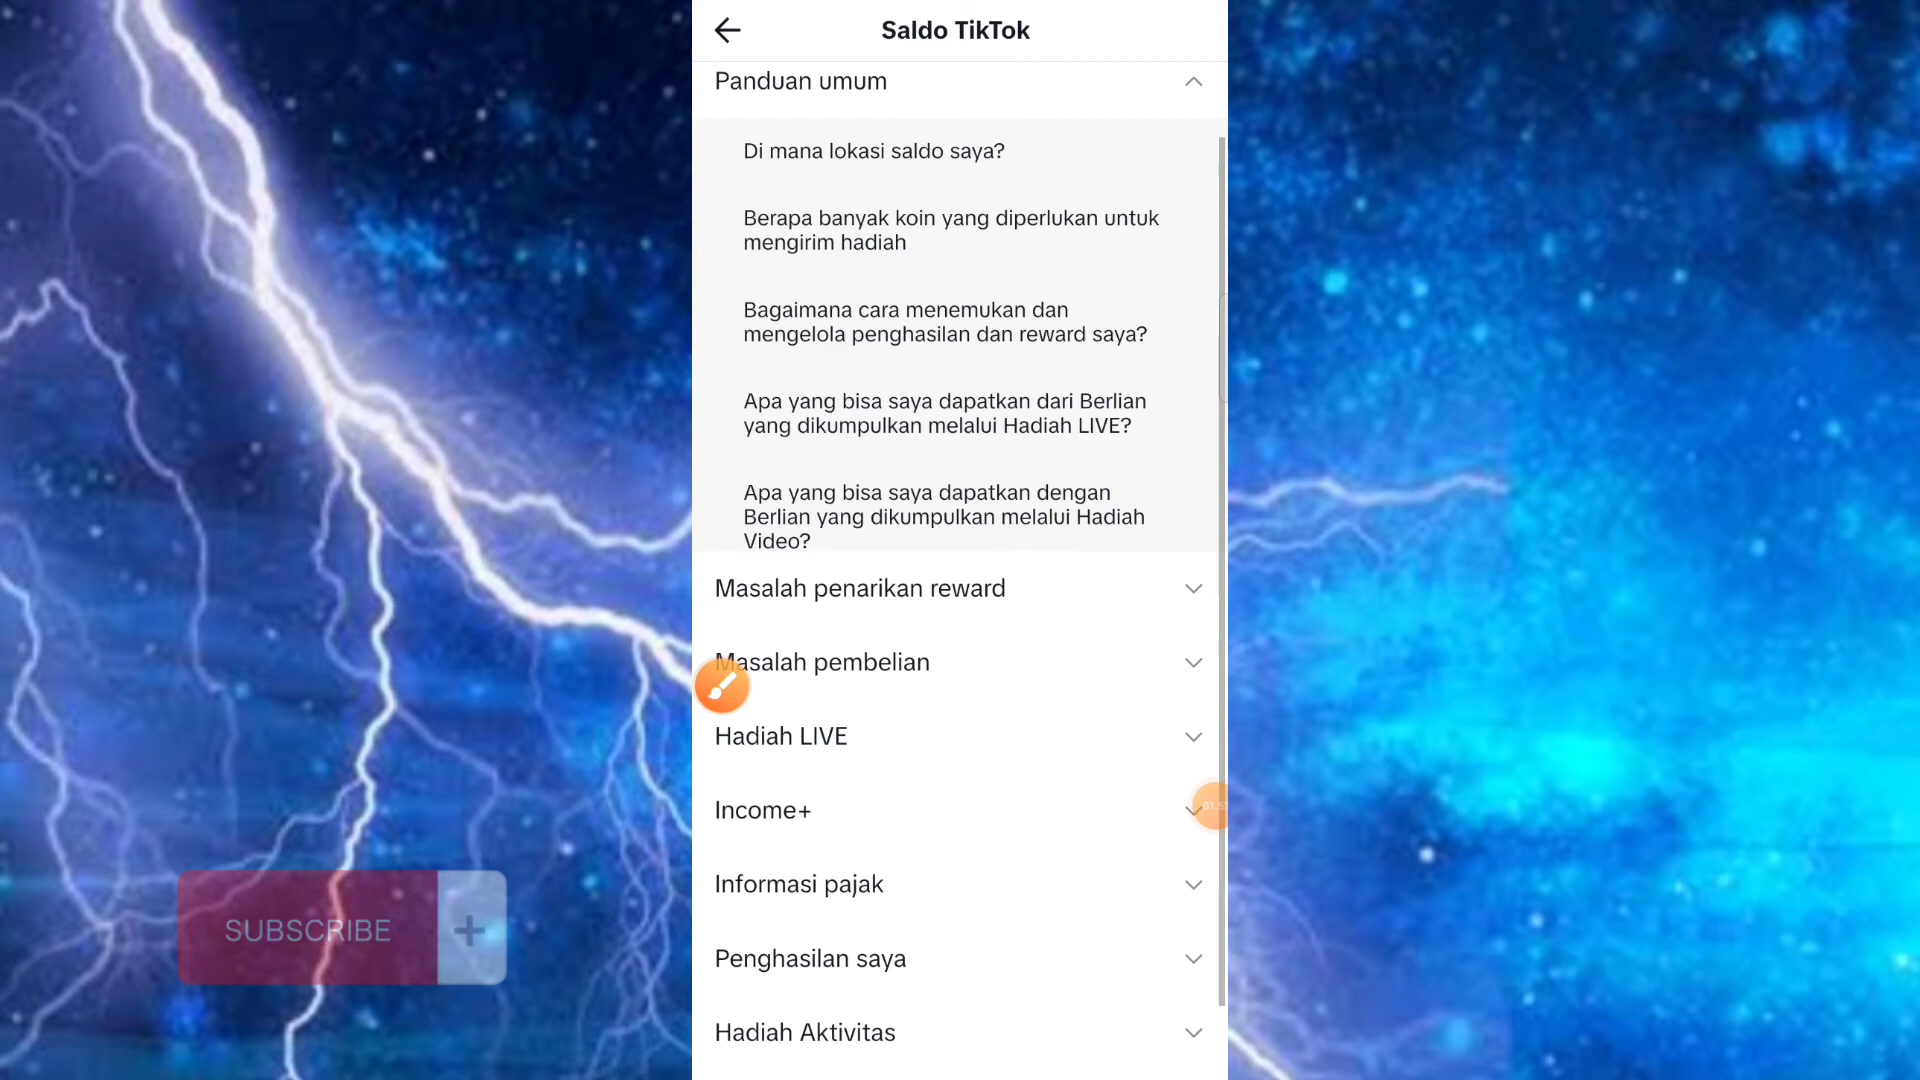 Saldo TikTok
Panduan umum
Di mana lokasi saldo saya?
Berapa banyak koin yang diperlukan untuk
mengirim hadiah
Bagaimana cara menemukan dan
mengelola penghasilan dan reward saya?
Apa yang bisa saya dapatkan dari Berlian
yang dikumpulkan melalui Hadiah LIVE?
Apa yang bisa saya dapatkan dengan
Berlian yang dikumpulkan melalui Hadiah
Video?
Masalah penarikan reward
Masalah pembelian
Hadiah LIVE
Income+
Informasi pajak
SUBSCRIBE +
Penghasilan saya
Hadiah Aktivitas